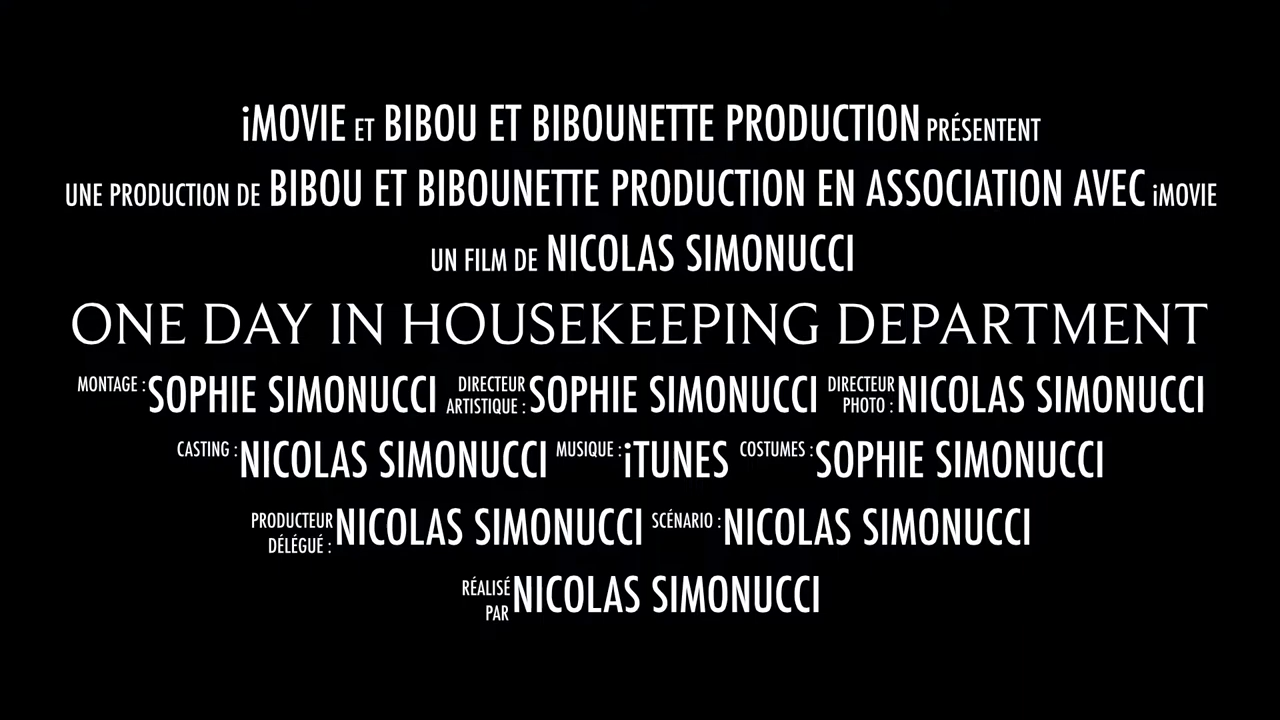 iMOVIE ET BIBOU ET BIBOUNETTE PRODUCTION PRÉSENTENT
UNE PRODUCTION DE BIBOU ET BIBOUNETTE PRODUCTION EN ASSOCIATION AVEC iMOVIE
UN FILM DE NICOLAS SIMONUCCI
ONE DAY IN HOUSEKEEPING DEPARTMENT
MONTAGE : SOPHIE SIMONUCCI DIRECTEUR ARTISTIQUE : SOPHIE SIMONUCCI DIRECTEUR PHOTO : NICOLAS SIMONUCCI
CASTING : NICOLAS SIMONUCCI MUSIQUE : iTUNES COSTUMES : SOPHIE SIMONUCCI
PRODUCTEUR DÉLÉGUÉ : NICOLAS SIMONUCCI SCÉNARIO : NICOLAS SIMONUCCI
RÉALISÉ PAR NICOLAS SIMONUCCI